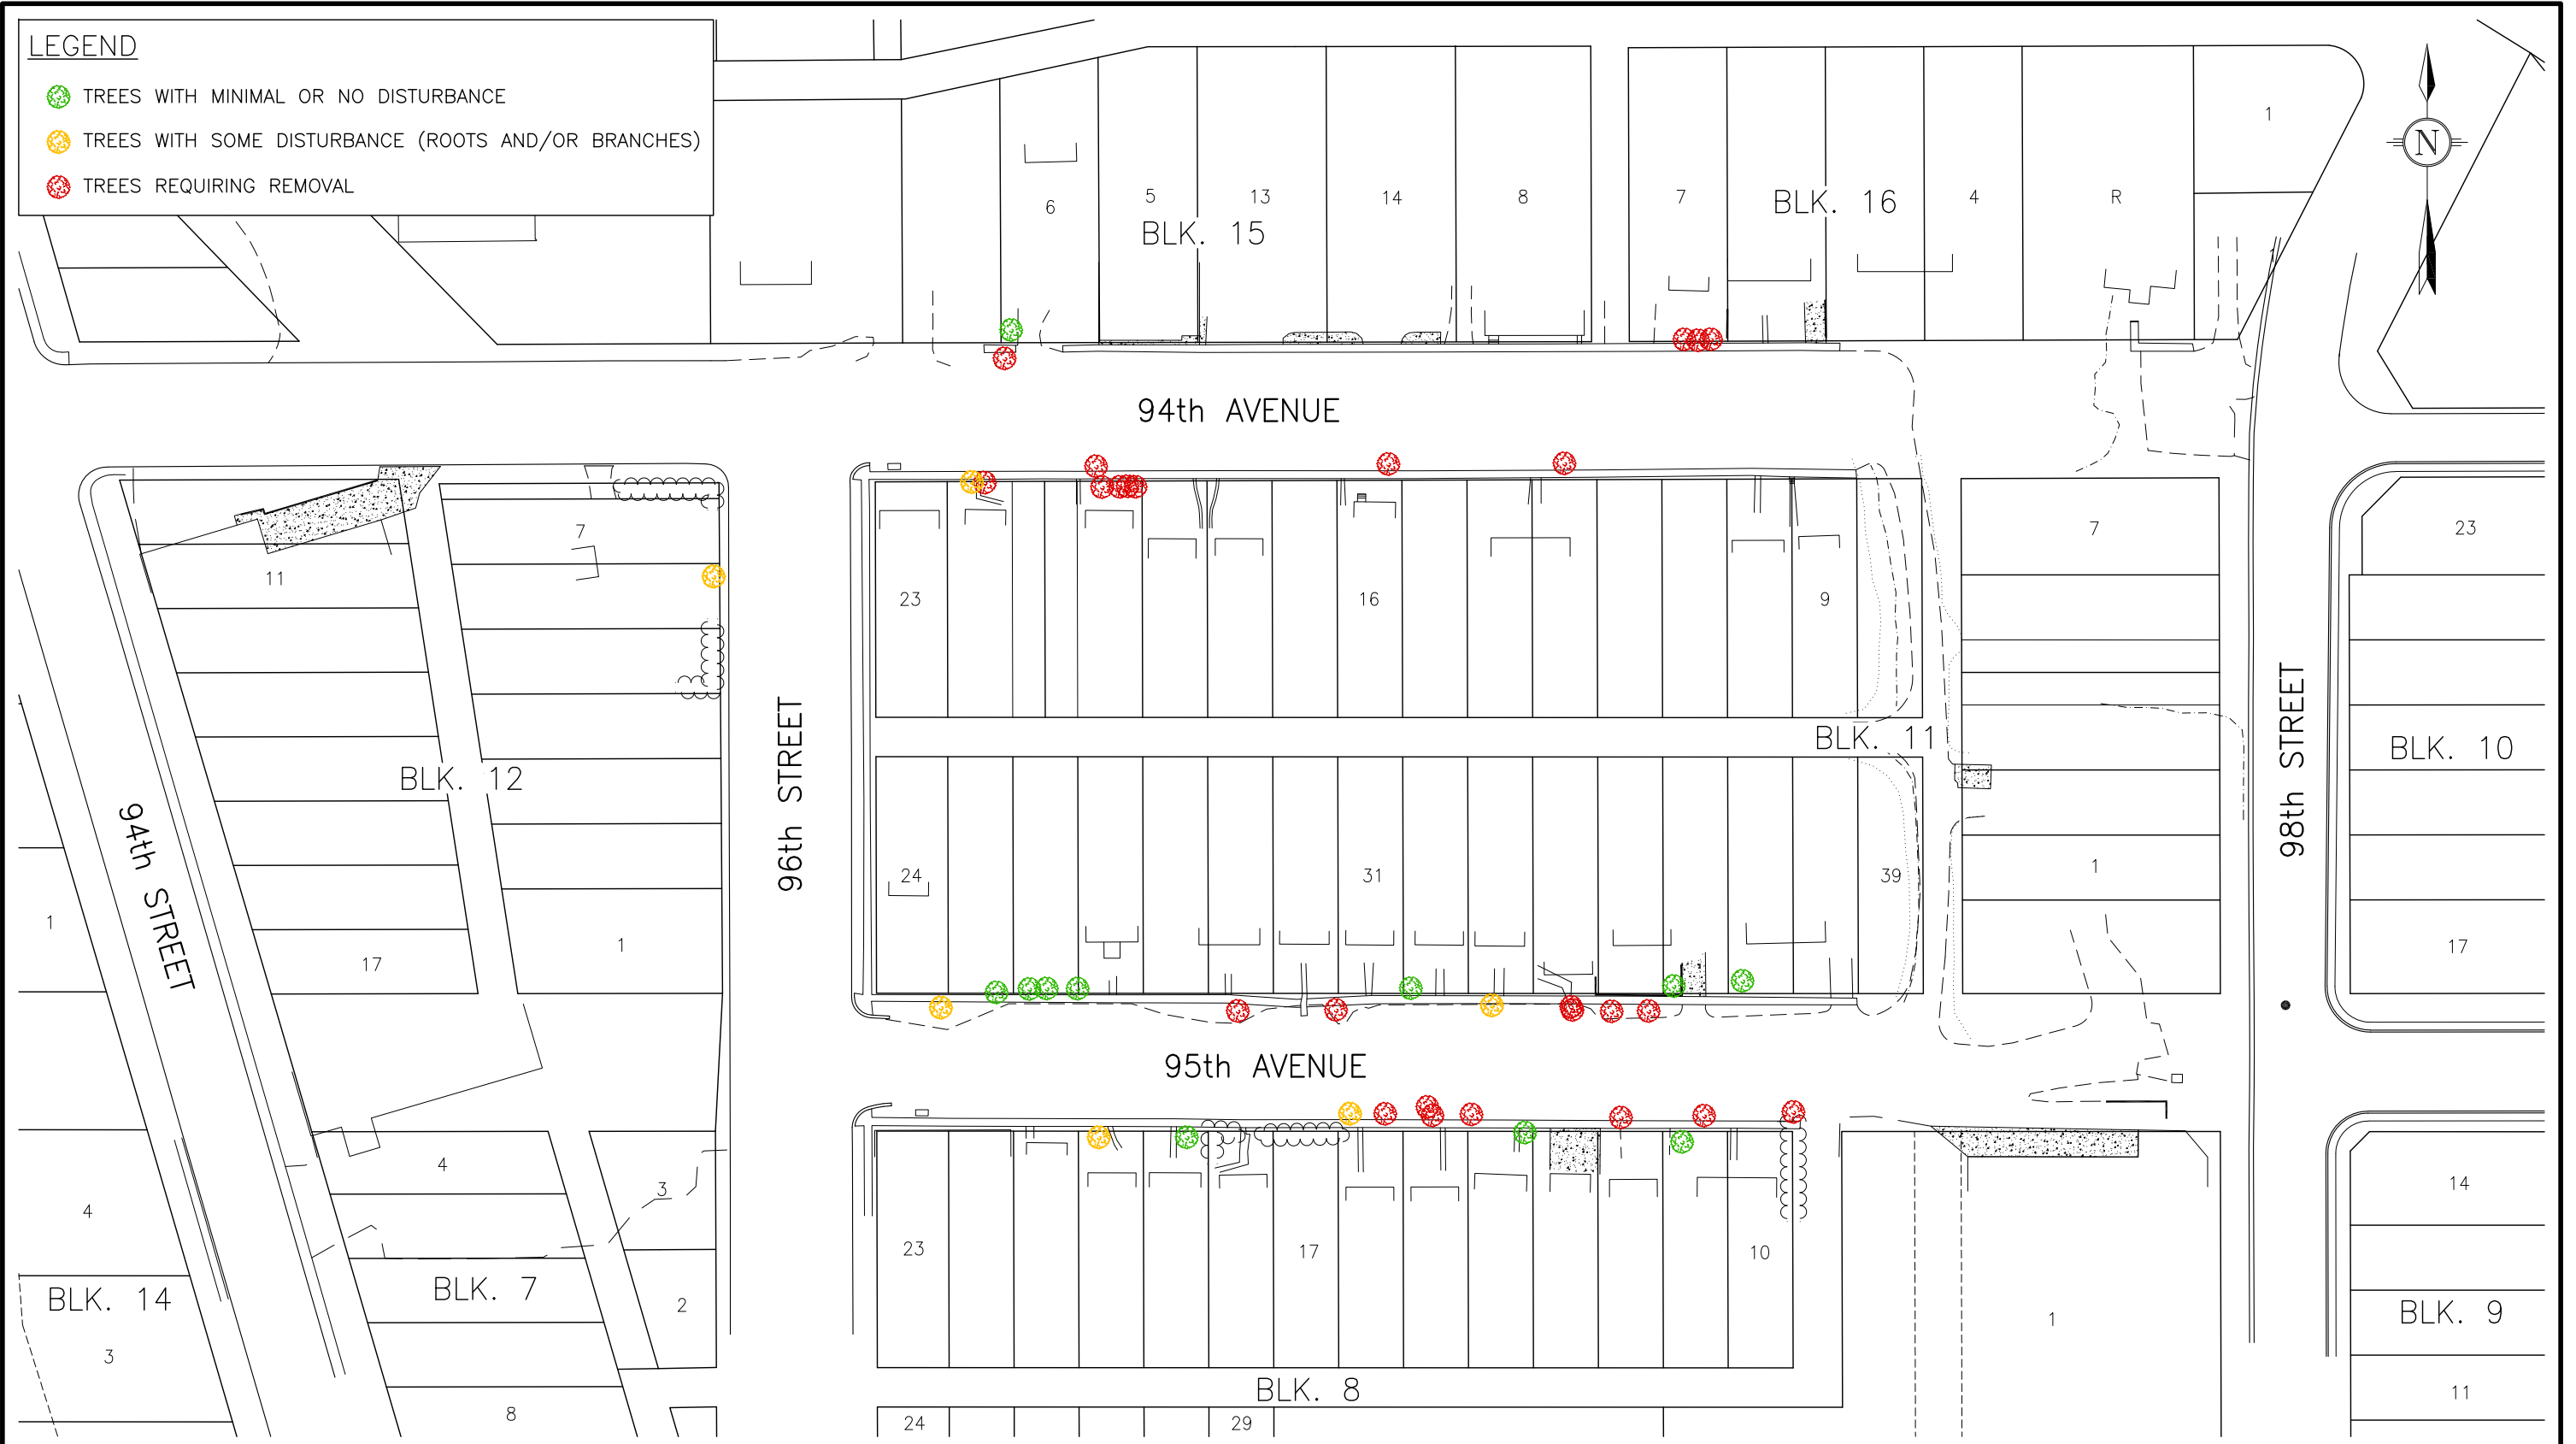 LEGEND
TREES WITH MINIMAL OR NO DISTURBANCE
TREES WITH SOME DISTURBANCE (ROOTS AND/OR BRANCHES)
TREES REQUIRING REMOVAL
N
1
6
5
13
14
8
7
4
R
BLK. 15
BLK. 16
94th AVENUE
7
11
23
16
9
7
23
BLK. 12
96th STREET
BLK. 11
98th STREET
BLK. 10
94th STREET
24
31
39
1
1
17
1
17
95th AVENUE
4
4
3
14
23
17
10
BLK. 14
BLK. 7
2
1
BLK. 9
3
8
BLK. 8
11
24
29